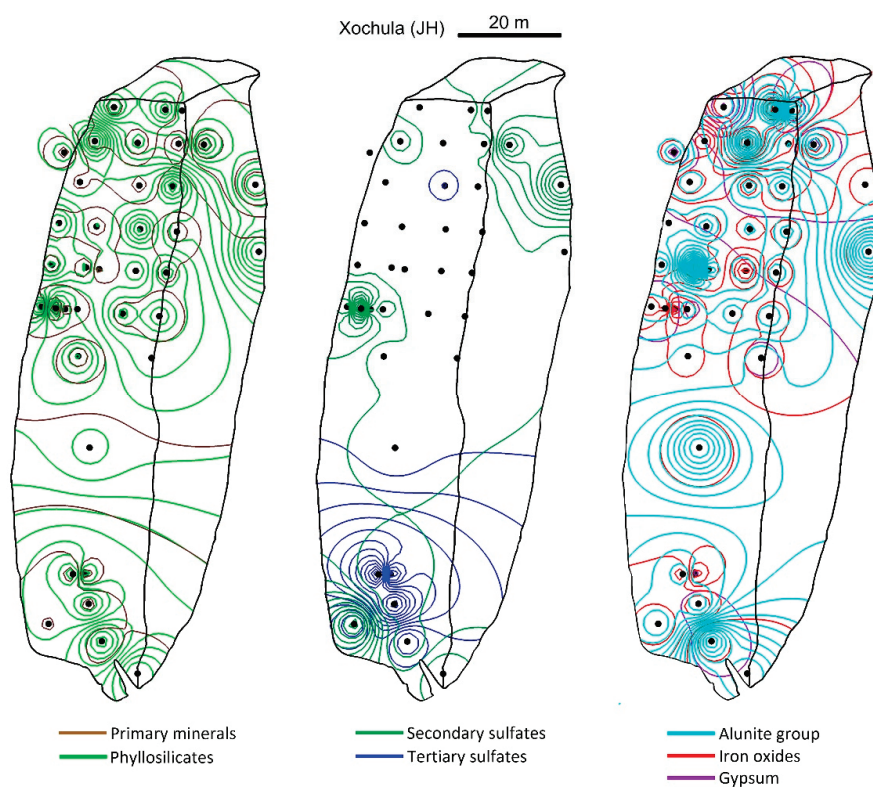 Xochula (JH) 20 m
Primary minerals
Phyllosilicates
Secondary sulfates
Tertiary sulfates
Alunite group
Iron oxides
Gypsum